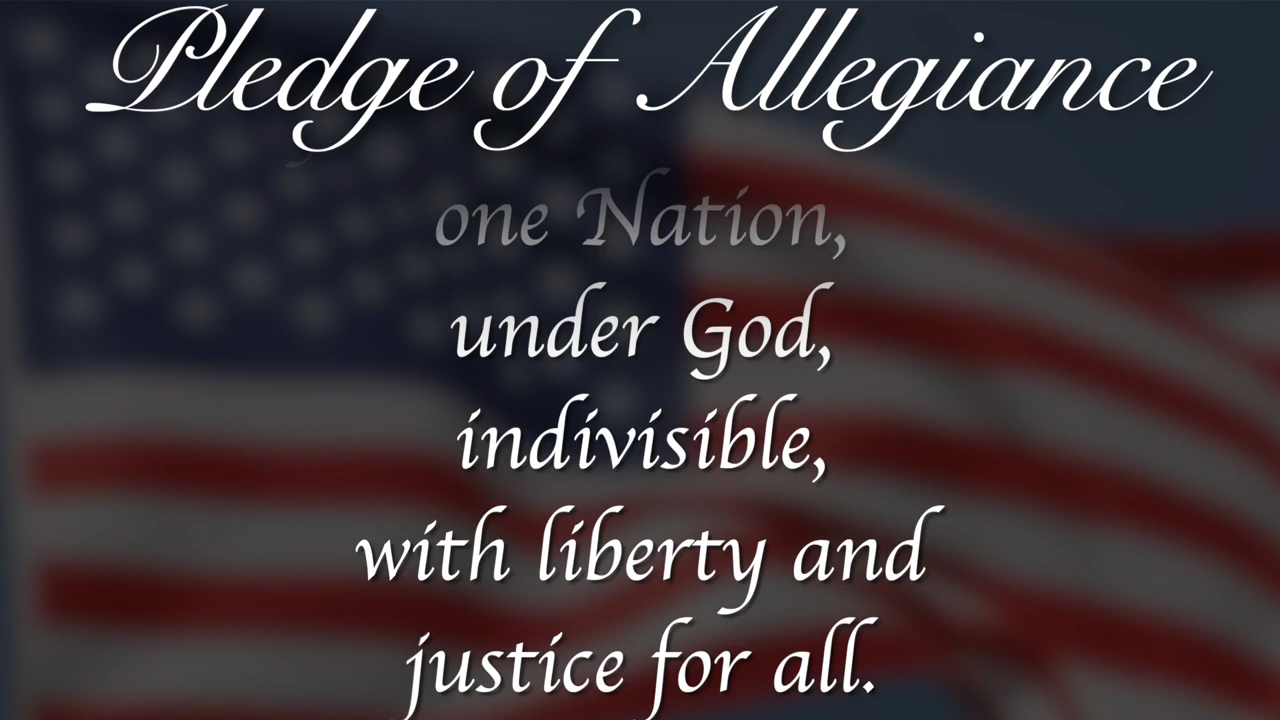 Pledge of Allegiance
one Nation,
under God,
indivisible,
with liberty and
justice for all.